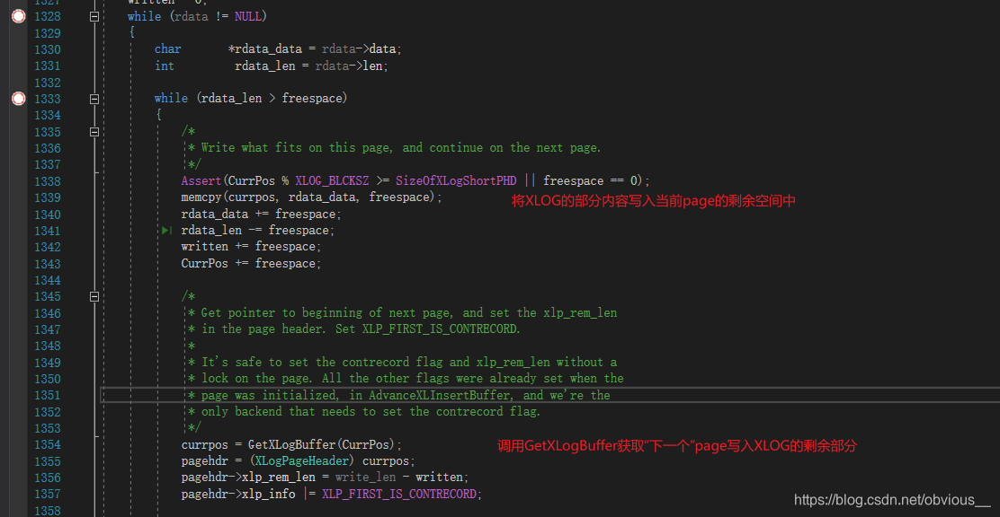 1327 written = 0;
1328 while (rdata != NULL)
1329 {
1330 char *rdata_data = rdata->data;
1331 int rdata_len = rdata->len;
1332
1333 while (rdata_len > freespace)
1334 {
1335 /*
1336 * Write what fits on this page, and continue on the next page.
1337 */
1338 Assert(CurrPos % XLOG_BLCKSZ >= SizeOfXLogShortPHD || freespace == 0);
1339 memcpy(currpos, rdata_data, freespace); 将XLOG的部分内容写入当前page的剩余空间中
1340 rdata_data += freespace;
1341 rdata_len -= freespace;
1342 written += freespace;
1343 CurrPos += freespace;
1344
1345 /*
1346 * Get pointer to beginning of next page, and set the xlp_rem_len
1347 * in the page header. Set XLP_FIRST_IS_CONTRECORD.
1348 *
1349 * It's safe to set the contrecord flag and xlp_rem_len without a
1350 * lock on the page. All the other flags were already set when the
1351 * page was initialized, in AdvanceXLInsertBuffer, and we're the
1352 * only backend that needs to set the contrecord flag.
1353 */
1354 currpos = GetXLogBuffer(CurrPos); 调用GetXLogBuffer获取“下一个”page写入XLOG的剩余部分
1355 pagehdr = (XLogPageHeader) currpos;
1356 pagehdr->xlp_rem_len = write_len - written;
1357 pagehdr->xlp_info |= XLP_FIRST_IS_CONTRECORD;
1358
https://blog.csdn.net/obvious__